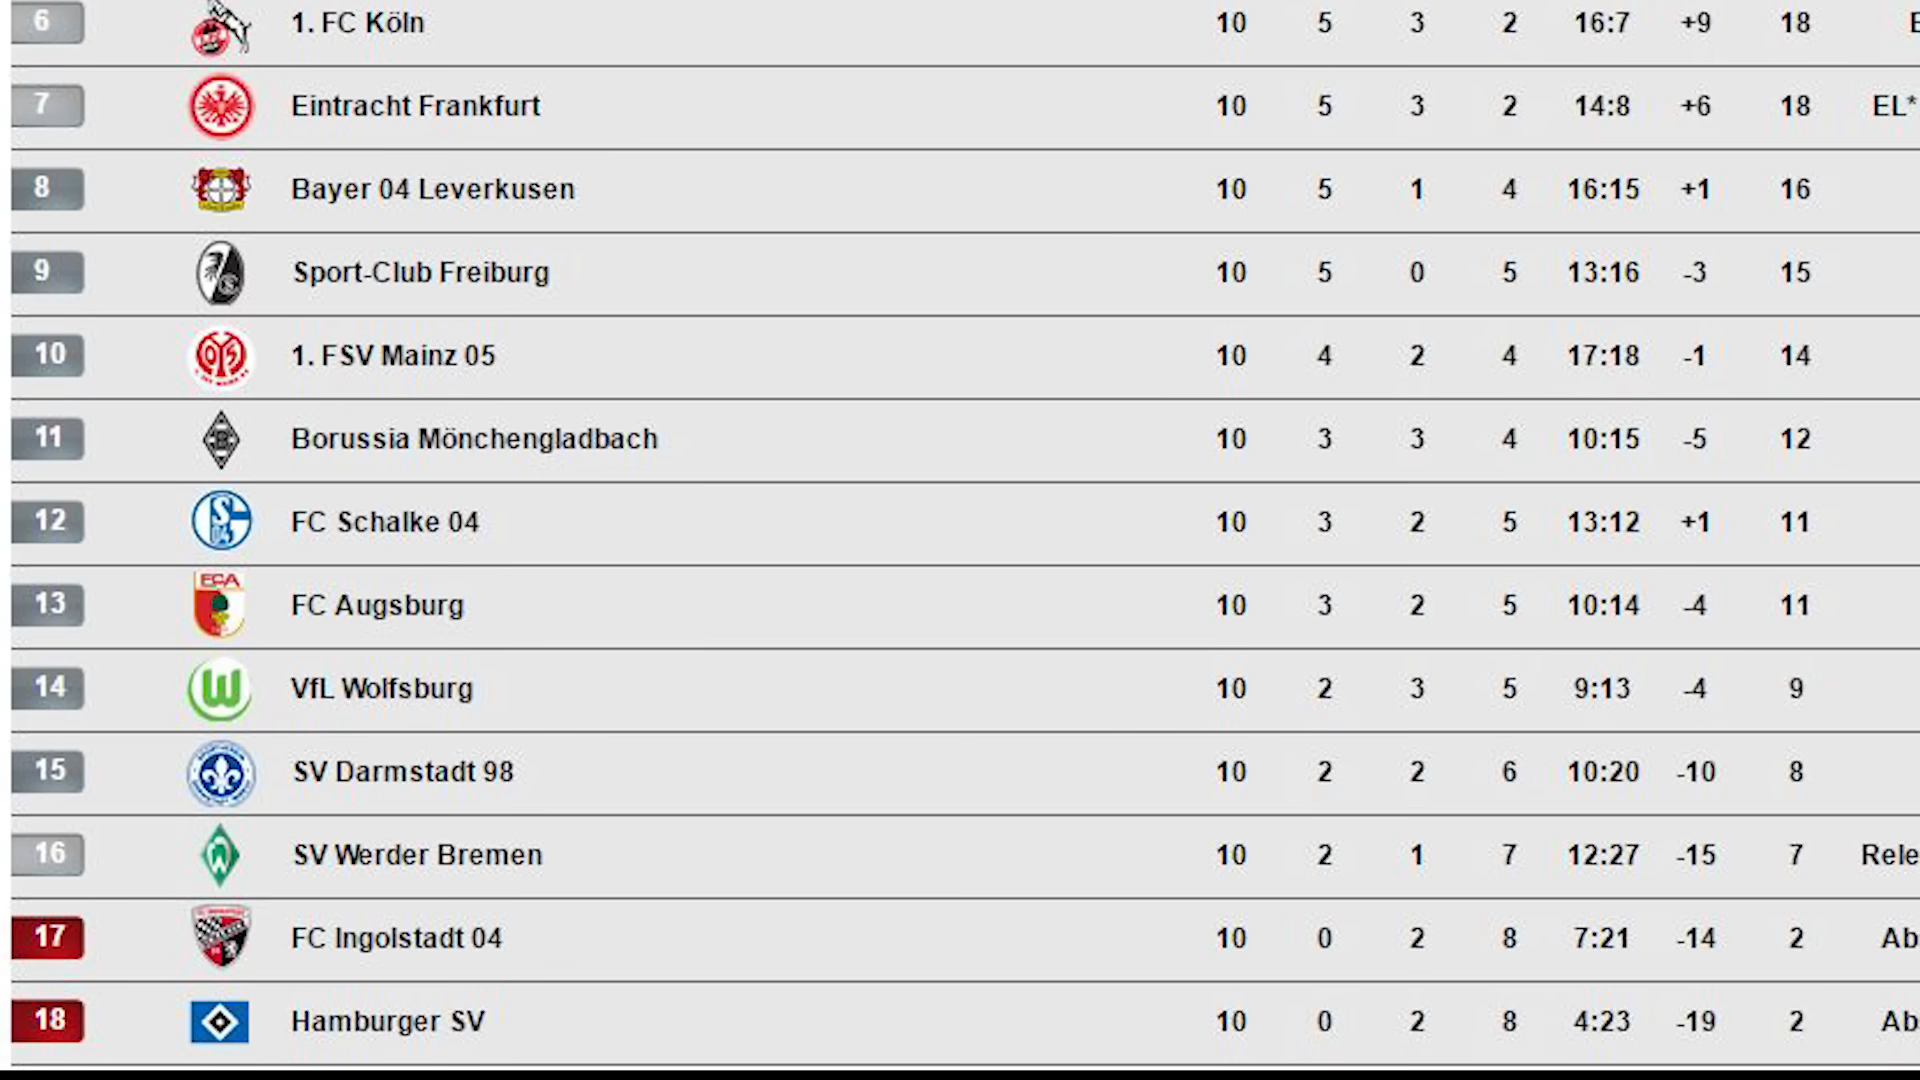 6 1. FC Köln 10 5 3 2 16:7 +9 18 E
7 Eintracht Frankfurt 10 5 3 2 14:8 +6 18 EL*
8 Bayer 04 Leverkusen 10 5 1 4 16:15 +1 16
9 Sport-Club Freiburg 10 5 0 5 13:16 -3 15
10 1. FSV Mainz 05 10 4 2 4 17:18 -1 14
11 Borussia Mönchengladbach 10 3 3 4 10:15 -5 12
12 FC Schalke 04 10 3 2 5 13:12 +1 11
FCA
13 FC Augsburg 10 3 2 5 10:14 -4 11
14 VfL Wolfsburg 10 2 3 5 9:13 -4 9
15 SV Darmstadt 98 10 2 2 6 10:20 -10 8
16 SV Werder Bremen 10 2 1 7 12:27 -15 7 Rele
17 FC Ingolstadt 04 10 0 2 8 7:21 -14 2 Ab
18 Hamburger SV 10 0 2 8 4:23 -19 2 Ab